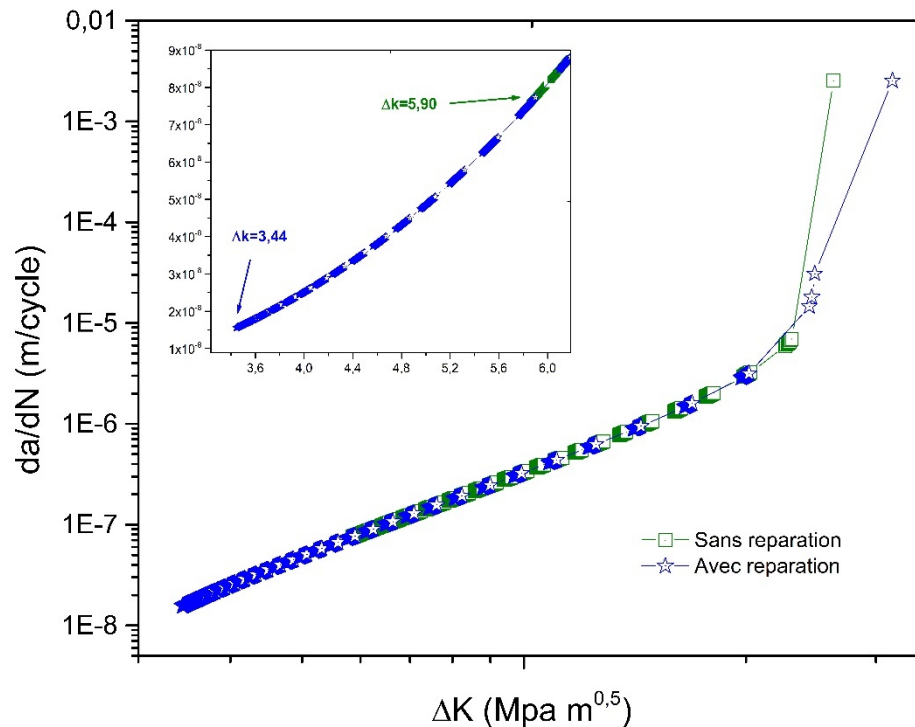 0,01
1E-3
1E-4
1E-5
1E-6
1E-7
1E-8
da/dN (m/cycle)
9x10⁻⁸
8x10⁻⁸
7x10⁻⁸
6x10⁻⁸
5x10⁻⁸
4x10⁻⁸
3x10⁻⁸
2x10⁻⁸
1x10⁻⁸
Δk=5,90
Δk=3,44
3,6 4,0 4,4 4,8 5,2 5,6 6,0
Sans reparation
Avec reparation
ΔK (Mpa m⁰,⁵)